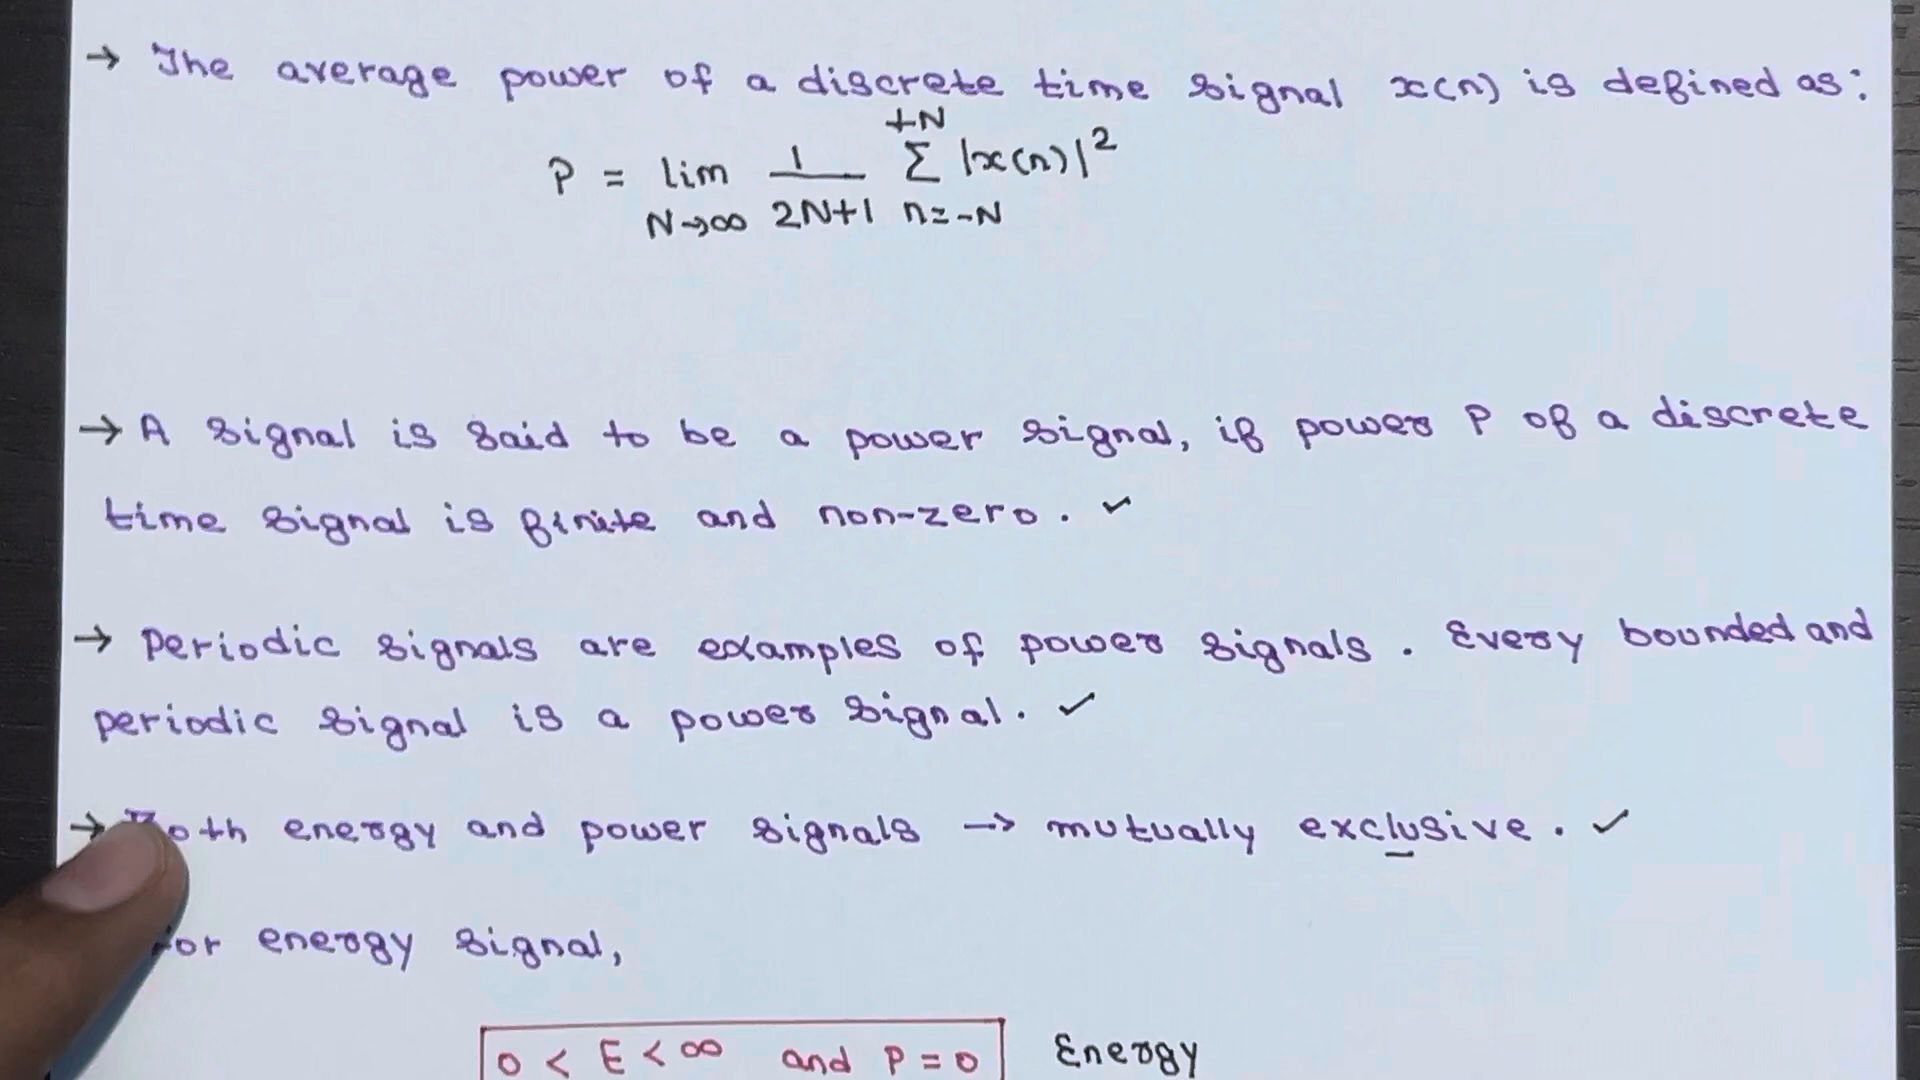 → The average power of a discrete time signal x(n) is defined as:
+N
P = lim 1 Σ |x(n)|²
N→∞ 2N+1 n=-N
→ A signal is said to be a power signal, if power P of a discrete
time signal is finite and non-zero. ✓
→ Periodic signals are examples of power signals. Every bounded and
periodic signal is a power signal. ✓
→ Both energy and power signals → mutually exclusive. ✓
For energy signal,
0 < E < ∞ and P = 0 Energy